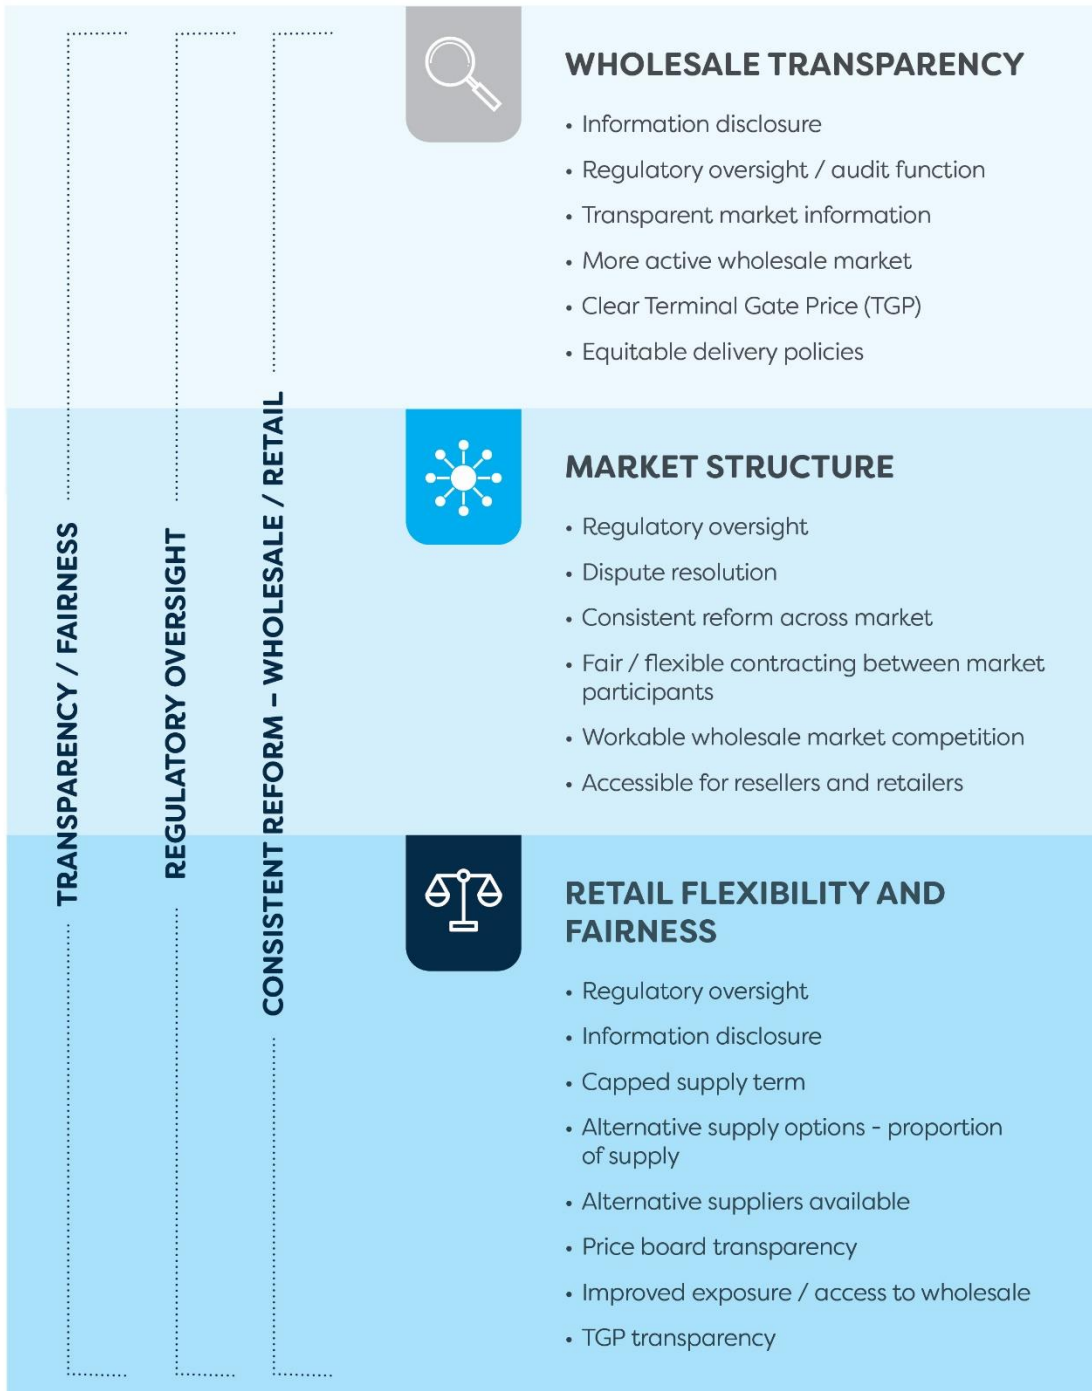 TRANSPARENCY / FAIRNESS
REGULATORY OVERSIGHT
CONSISTENT REFORM – WHOLESALE / RETAIL
WHOLESALE TRANSPARENCY
• Information disclosure
• Regulatory oversight / audit function
• Transparent market information
• More active wholesale market
• Clear Terminal Gate Price (TGP)
• Equitable delivery policies
MARKET STRUCTURE
• Regulatory oversight
• Dispute resolution
• Consistent reform across market
• Fair / flexible contracting between market
participants
• Workable wholesale market competition
• Accessible for resellers and retailers
RETAIL FLEXIBILITY AND
FAIRNESS
• Regulatory oversight
• Information disclosure
• Capped supply term
• Alternative supply options - proportion
of supply
• Alternative suppliers available
• Price board transparency
• Improved exposure / access to wholesale
• TGP transparency